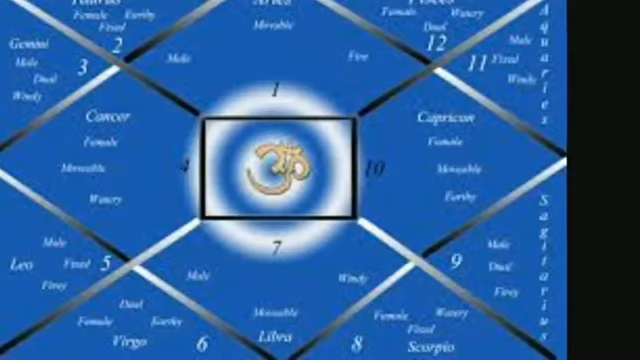 Taurus
Female Earthy
Fixed
2
Aries
Moveable
Male
Fire
1
Pisces
Female Watery
Dual
12
Gemini
Male
Dual
Windy
3
Male
11 Fixed
Windy
Aquaries
Cancer
Female
Moveable
Watery
4
ॐ
10
Capricon
Female
Moveable
Earthy
7
Male
Leo Fixed 5
Firey
Male
Windy
Moveable
Libra
9
Male
Dual
Firey
Sagitarius
Dual
Female Earthy
Virgo 6
Female Watery
Fixed
8 Scorpio